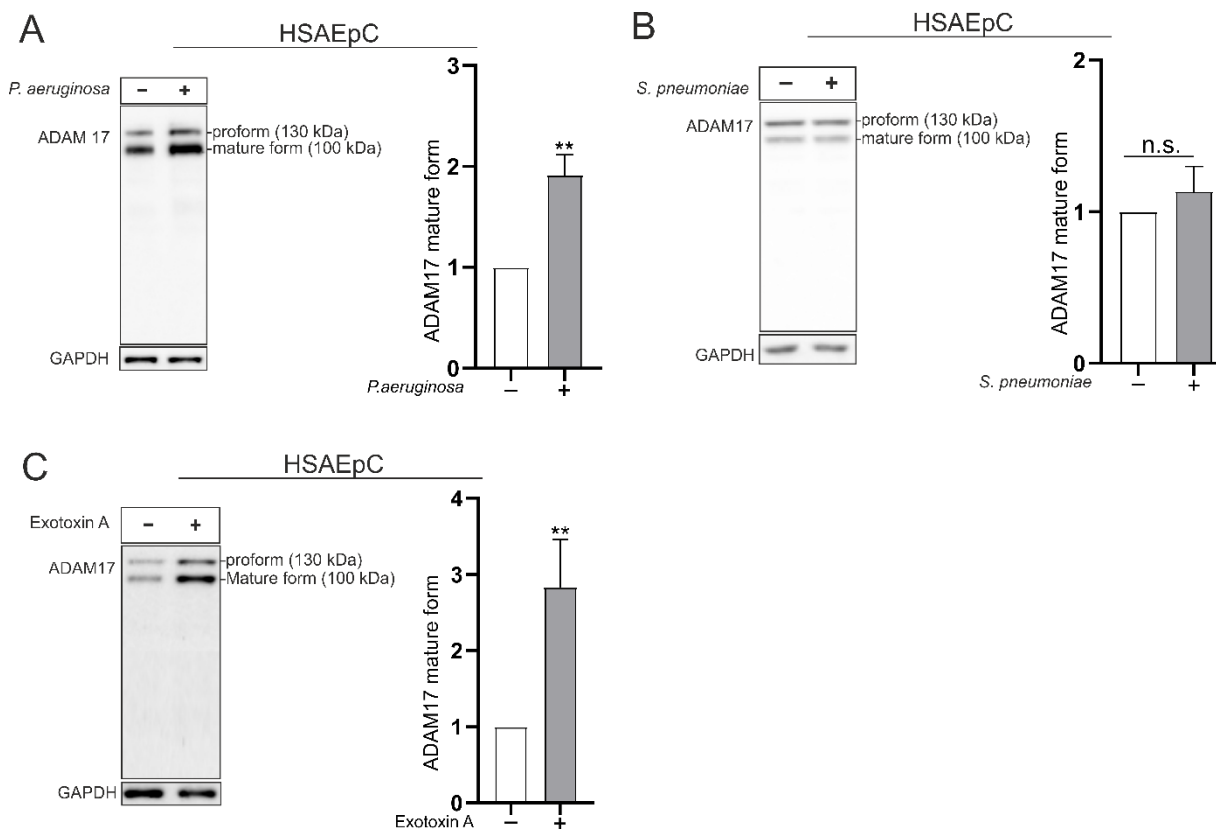 A
HSAEpC
P. aeruginosa
– +
ADAM 17
-proform (130 kDa)
-mature form (100 kDa)
GAPDH
ADAM17 mature form
3
2
1
0
**
– +
P.aeruginosa
B
HSAEpC
S. pneumoniae
– +
ADAM17
proform (130 kDa)
mature form (100 kDa)
GAPDH
ADAM17 mature form
2
1
0
n.s.
– +
S. pneumoniae
C
HSAEpC
Exotoxin A
– +
ADAM17
-proform (130 kDa)
-Mature form (100 kDa)
GAPDH
ADAM17 mature form
4
3
2
1
0
**
Exotoxin A – +